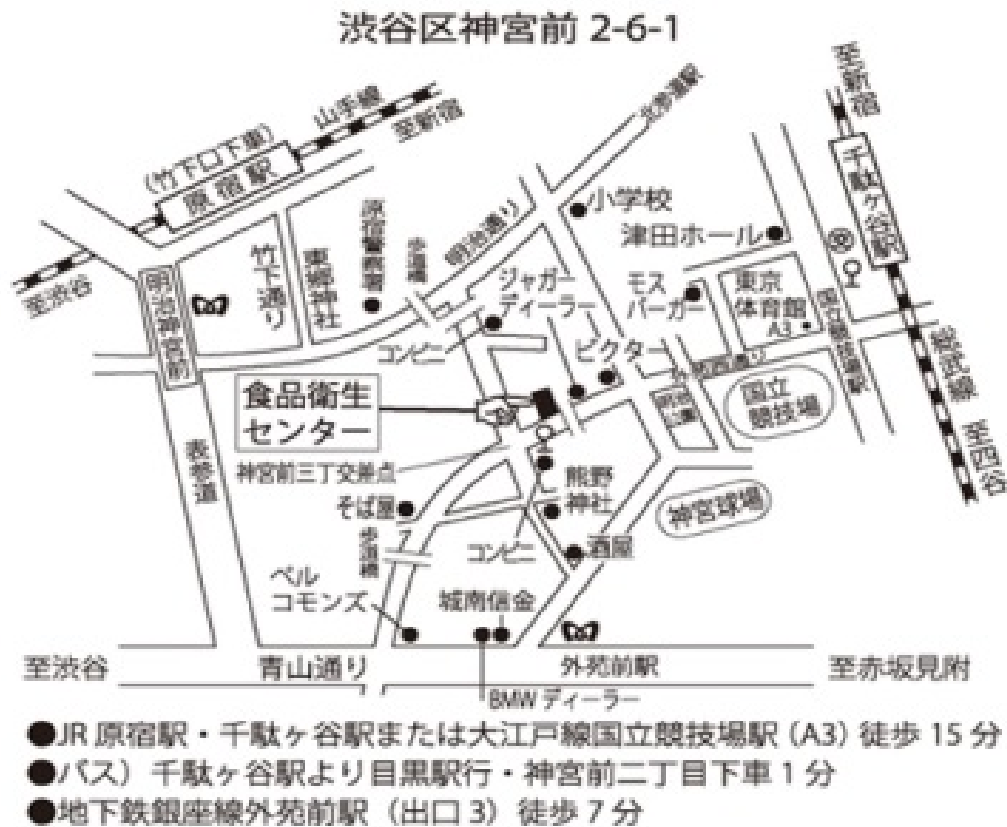 渋谷区神宮前 2-6-1
至新宿
山手線
至新宿
北参道駅
(竹下口下車)
原宿駅
千駄ヶ谷駅
小学校
津田ホール
明治通り
歩道橋
原宿警察署
東郷神社
竹下通り
至渋谷
明治神宮前
ジャガー
ディーラー
モス
バーガー
東京
体育館
A3
コンビニ
ビクター
食品衛生
センター
国立
競技場
総武線
至四谷
表参道
神宮前三丁交差点
そば屋
熊野
神社
神宮球場
歩道橋
コンビニ
酒屋
ベル
コモンズ
城南信金
至渋谷
青山通り
外苑前駅
至赤坂見附
BMW ディーラー
●JR 原宿駅・千駄ヶ谷駅または大江戸線国立競技場駅 (A3) 徒歩 15 分
●バス） 千駄ヶ谷駅より目黒駅行・神宮前二丁目下車 1 分
●地下鉄銀座線外苑前駅（出口 3）徒歩 7 分